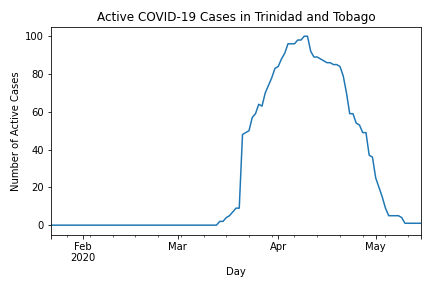 Active COVID-19 Cases in Trinidad and Tobago
100
80
60
40
20
0
Number of Active Cases
Feb
2020
Mar
Apr
May
Day